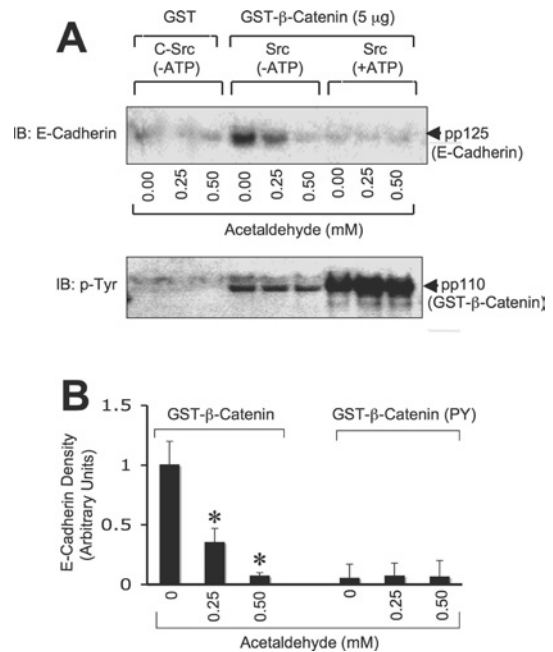 A
GST
GST-β-Catenin (5 μg)
C-Src
(-ATP)
Src
(-ATP)
Src
(+ATP)
IB: E-Cadherin
pp125
(E-Cadherin)
0.00 0.25 0.50 0.00 0.25 0.50 0.00 0.25 0.50
Acetaldehyde (mM)
IB: p-Tyr
pp110
(GST-β-Catenin)
B
GST-β-Catenin
GST-β-Catenin (PY)
E-Cadherin Density
(Arbitrary Units)
1.5
1
0.5
0
* *
0 0.25 0.50 0 0.25 0.50
Acetaldehyde (mM)